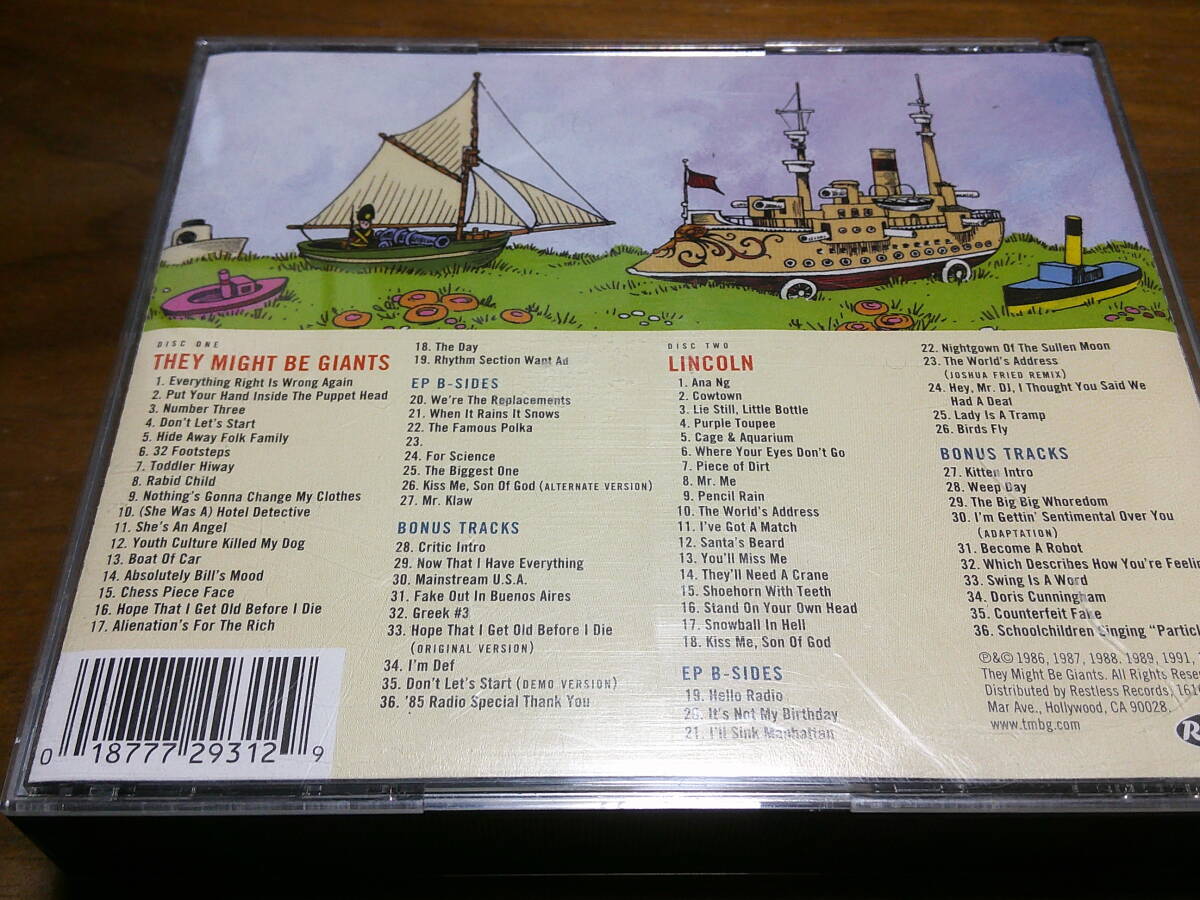 DISC ONE
THEY MIGHT BE GIANTS
1. Everything Right Is Wrong Again
2. Put Your Hand Inside The Puppet Head
3. Number Three
4. Don't Let's Start
5. Hide Away Folk Family
6. 32 Footsteps
7. Toddler Hiway
8. Rabid Child
9. Nothing's Gonna Change My Clothes
10. (She Was A) Hotel Detective
11. She's An Angel
12. Youth Culture Killed My Dog
13. Boat Of Car
14. Absolutely Bill's Mood
15. Chess Piece Face
16. Hope That I Get Old Before I Die
17. Alienation's For The Rich
18. The Day
19. Rhythm Section Want Ad
EP B-SIDES
20. We're The Replacements
21. When It Rains It Snows
22. The Famous Polka
23.
24. For Science
25. The Biggest One
26. Kiss Me, Son Of God (ALTERNATE VERSION)
27. Mr. Klaw
BONUS TRACKS
28. Critic Intro
29. Now That I Have Everything
30. Mainstream U.S.A.
31. Fake Out In Buenos Aires
32. Greek #3
33. Hope That I Get Old Before I Die
(ORIGINAL VERSION)
34. I'm Def
35. Don't Let's Start (DEMO VERSION)
36. '85 Radio Special Thank You
DISC TWO
LINCOLN
1. Ana Ng
2. Cowtown
3. Lie Still, Little Bottle
4. Purple Toupee
5. Cage & Aquarium
6. Where Your Eyes Don't Go
7. Piece of Dirt
8. Mr. Me
9. Pencil Rain
10. The World's Address
11. I've Got A Match
12. Santa's Beard
13. You'll Miss Me
14. They'll Need A Crane
15. Shoehorn With Teeth
16. Stand On Your Own Head
17. Snowball In Hell
18. Kiss Me, Son Of God
EP B-SIDES
19. Hello Radio
20. It's Not My Birthday
21. I'll Sink Manhattan
22. Nightgown Of The Sullen Moon
23. The World's Address
(JOSHUA FRIED REMIX)
24. Hey, Mr. DJ, I Thought You Said We
Had A Deal
25. Lady Is A Tramp
26. Birds Fly
BONUS TRACKS
27. Kitten Intro
28. Weep Day
29. The Big Big Whoredom
30. I'm Gettin' Sentimental Over You
(ADAPTATION)
31. Become A Robot
32. Which Describes How You're
33. Swing Is A Word
34. Doris Cunningham
35. Counterfeit Fake
36. Schoolchildren Singing
℗&© 1986, 1987, 1988. 1989, 1991,
They Might Be Giants. All Rights
Distributed by Restless Records,
Mar Ave., Hollywood, CA 90028.
www.tmbg.com
0 18777 29312 9